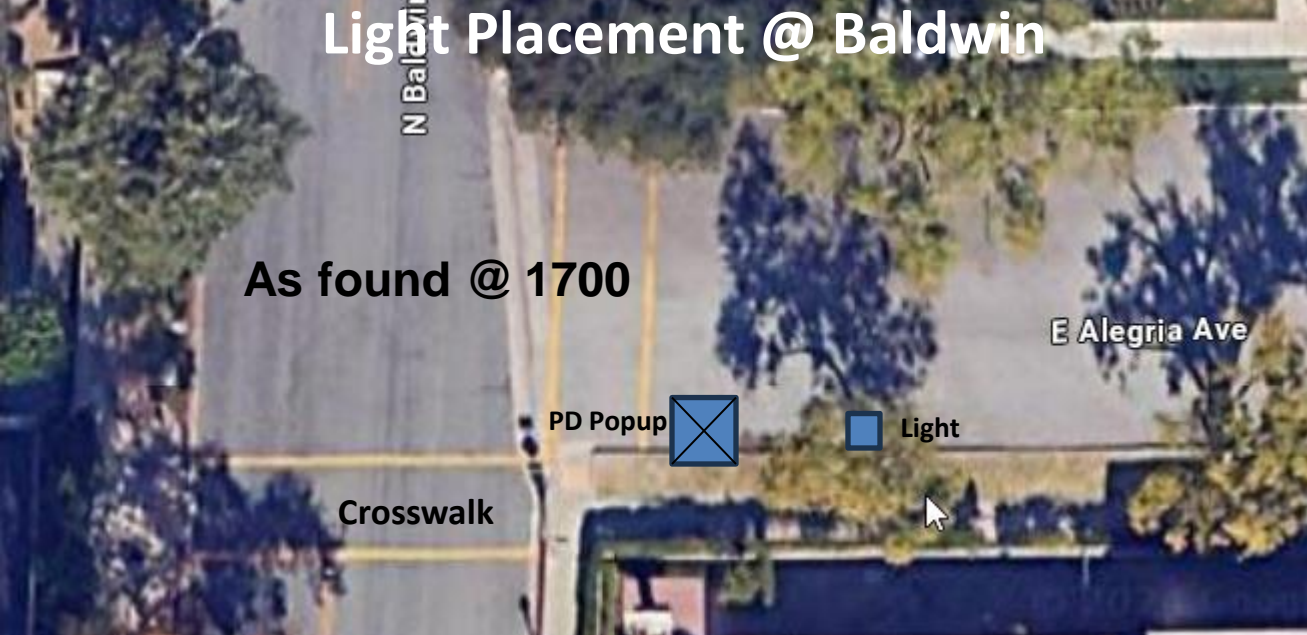 Light Placement @ Baldwin
N Baldwin
As found @ 1700
E Alegria Ave
PD Popup
Light
Crosswalk